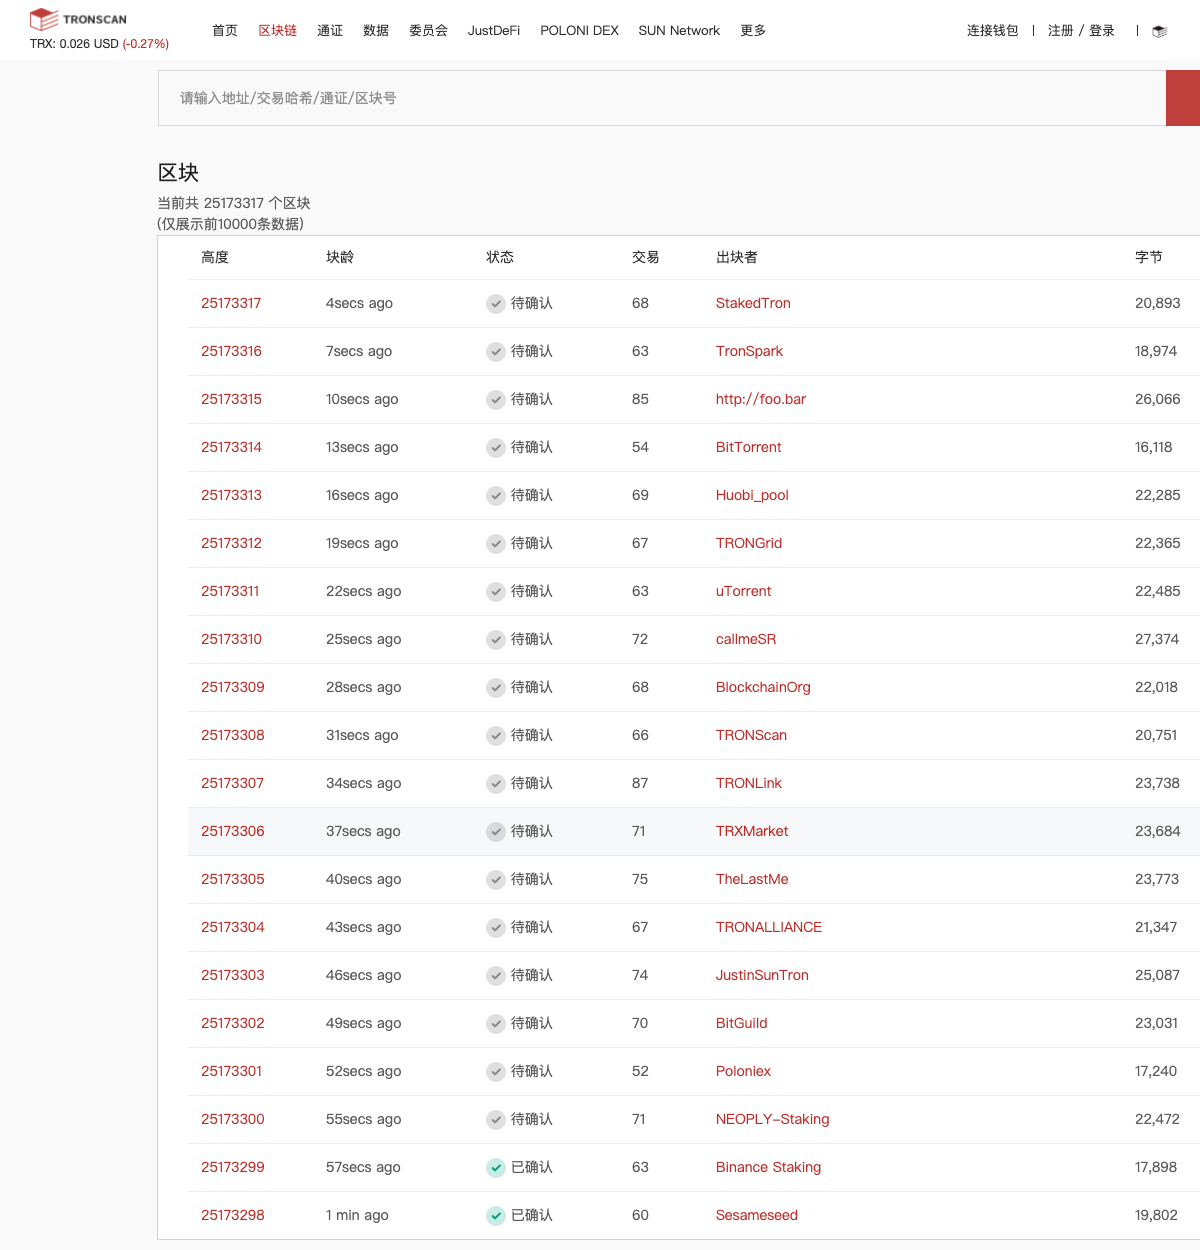 TRONSCAN
TRX: 0.026 USD (-0.27%)
首页 区块链 通证 数据 委员会 JustDeFi POLONI DEX SUN Network 更多 连接钱包 | 注册 / 登录 |
请输入地址/交易哈希/通证/区块号
区块
当前共 25173317 个区块
(仅展示前10000条数据)
高度 块龄 状态 交易 出块者 字节
25173317 4secs ago 待确认 68 StakedTron 20,893
25173316 7secs ago 待确认 63 TronSpark 18,974
25173315 10secs ago 待确认 85 http://foo.bar 26,066
25173314 13secs ago 待确认 54 BitTorrent 16,118
25173313 16secs ago 待确认 69 Huobi_pool 22,285
25173312 19secs ago 待确认 67 TRONGrid 22,365
25173311 22secs ago 待确认 63 uTorrent 22,485
25173310 25secs ago 待确认 72 callmeSR 27,374
25173309 28secs ago 待确认 68 BlockchainOrg 22,018
25173308 31secs ago 待确认 66 TRONScan 20,751
25173307 34secs ago 待确认 87 TRONLink 23,738
25173306 37secs ago 待确认 71 TRXMarket 23,684
25173305 40secs ago 待确认 75 TheLastMe 23,773
25173304 43secs ago 待确认 67 TRONALLIANCE 21,347
25173303 46secs ago 待确认 74 JustinSunTron 25,087
25173302 49secs ago 待确认 70 BitGuild 23,031
25173301 52secs ago 待确认 52 Poloniex 17,240
25173300 55secs ago 待确认 71 NEOPLY-Staking 22,472
25173299 57secs ago 已确认 63 Binance Staking 17,898
25173298 1 min ago 已确认 60 Sesameseed 19,802